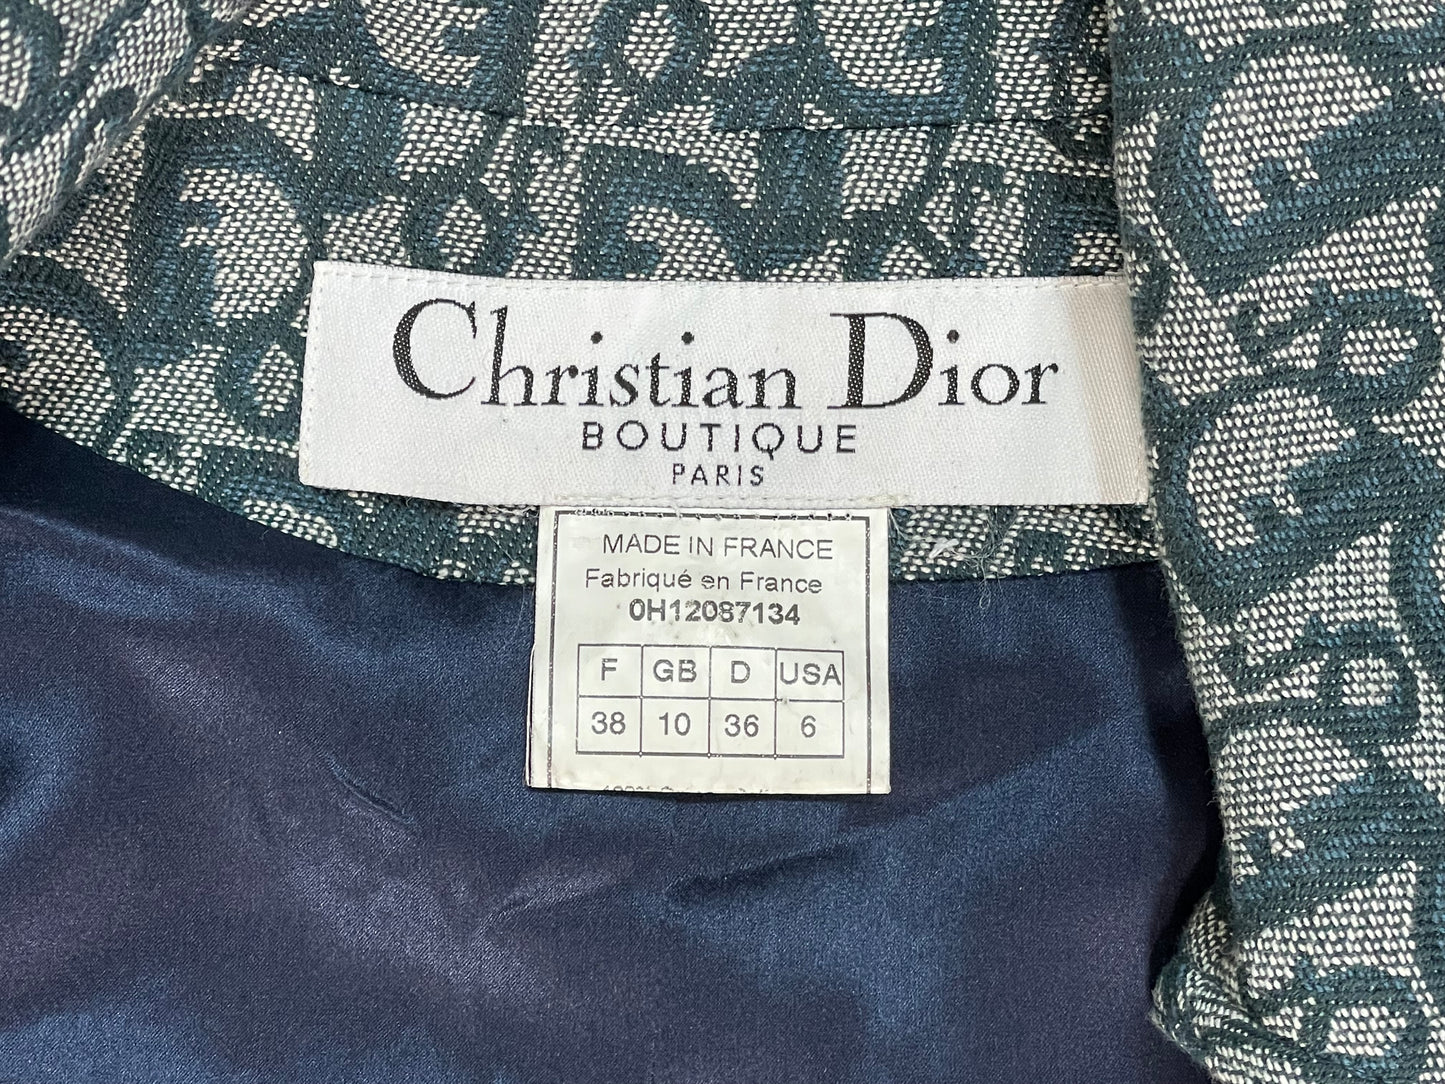 Christian Dior
BOUTIQUE
PARIS
MADE IN FRANCE
Fabriqué en France
0H12087134
F GB D USA
38 10 36 6